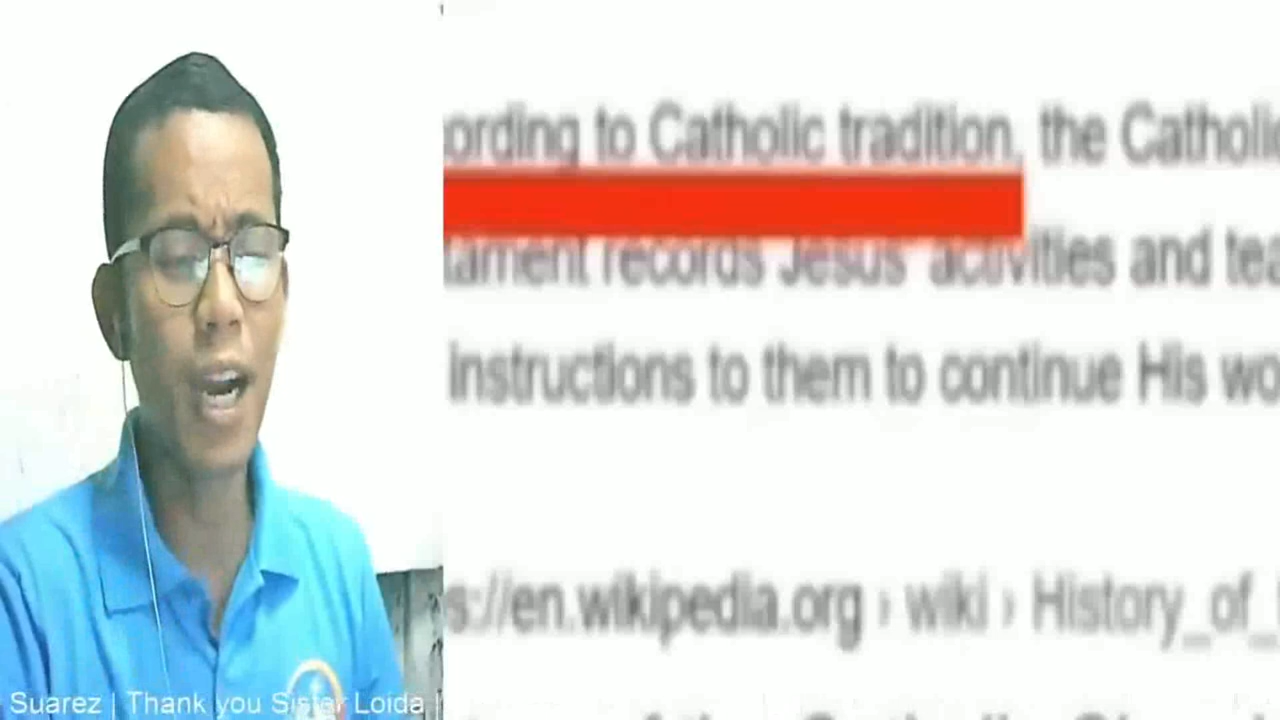 ording to Catholic tradition, the Catholic
tament records Jesus' activities and tea
instructions to them to continue His wo
s://en.wikipedia.org › wiki › History_of_
Suarez | Thank you Sister Loida |